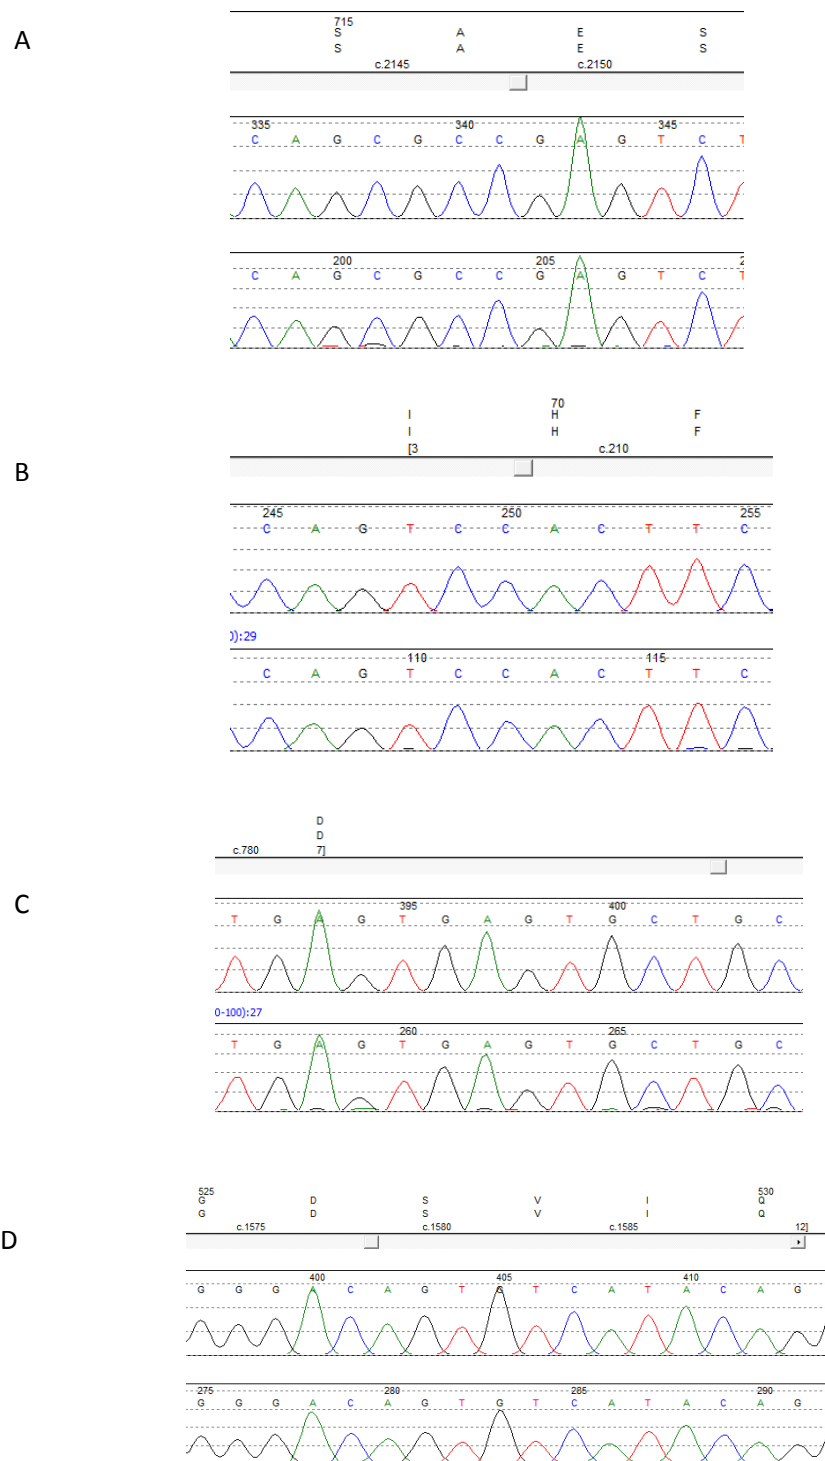 A
715
S A E S
S A E S
c.2145 c.2150
335 340 345
C A G C G C C G A G T C T
200 205 2
C A G C G C C G A G T C T
B
70
I H F
I H F
[3 c.210
245 250 255
C A G T C C A C T T C
0):29
110 115
C A G T C C A C T T C
C
D
D
c.780 7]
395 400
T G A G T G A G T G C T G C
0-100):27
260 265
T G A G T G A G T G C T G C
D
525 530
G D S V I Q
G D S V I Q
c.1575 c.1580 c.1585 12]
400 405 410
G G G A C A G T G T C A T A C A G
275 280 285 290
G G G A C A G T G T C A T A C A G